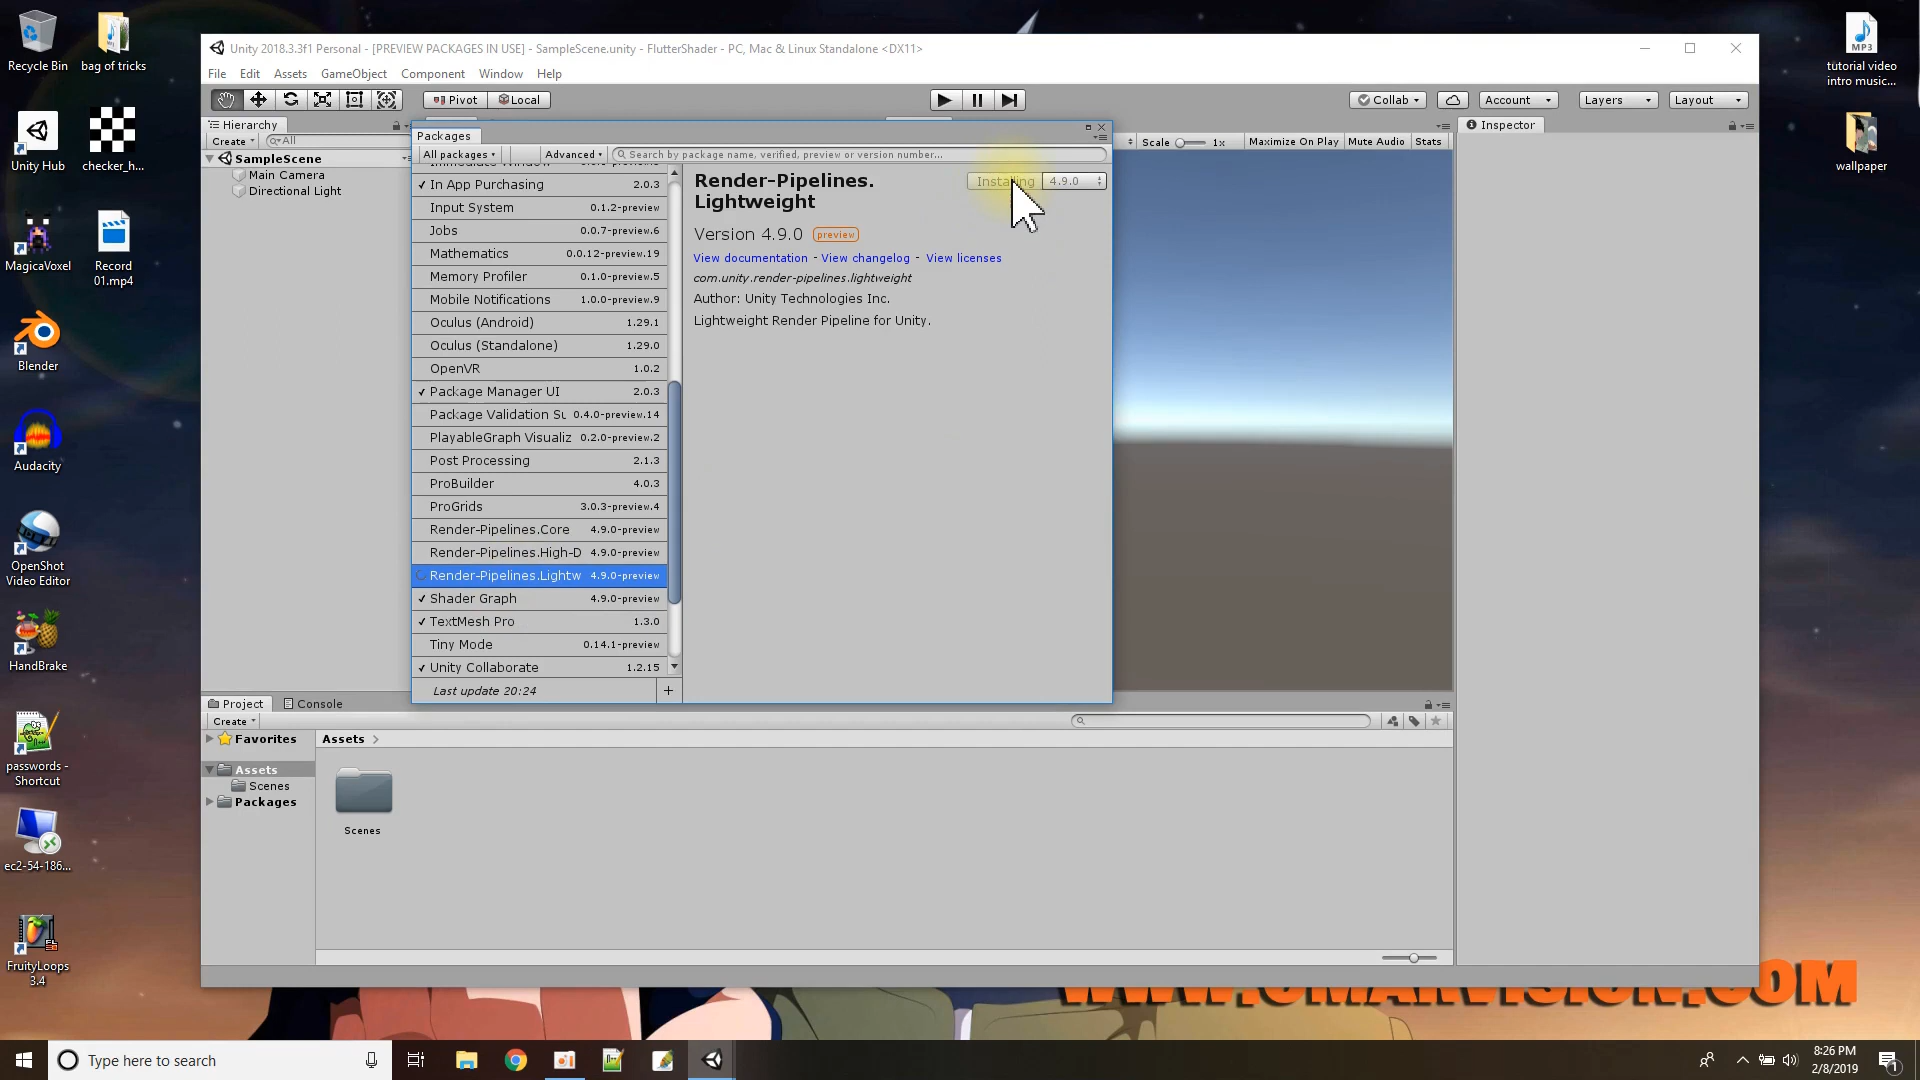 Recycle Bin
bag of tricks
Unity Hub
checker_h...
MagicaVoxel
Record
01.mp4
Blender
Audacity
OpenShot
Video Editor
HandBrake
passwords -
Shortcut
ec2-54-186...
FruityLoops
3.4
MP3
tutorial video
intro music...
wallpaper
Unity 2018.3.3f1 Personal - [PREVIEW PACKAGES IN USE] - SampleScene.unity - FlutterShader - PC, Mac & Linux Standalone <DX11>
File Edit Assets GameObject Component Window Help
Pivot Local
Collab Account Layers Layout
Hierarchy
Create All
SampleScene
Main Camera
Directional Light
Packages
All packages Advanced Search by package name, verified, preview or version number...
In App Purchasing 2.0.3
Input System 0.1.2-preview
Jobs 0.0.7-preview.6
Mathematics 0.0.12-preview.19
Memory Profiler 0.1.0-preview.5
Mobile Notifications 1.0.0-preview.9
Oculus (Android) 1.29.1
Oculus (Standalone) 1.29.0
OpenVR 1.0.2
Package Manager UI 2.0.3
Package Validation Su 0.4.0-preview.14
PlayableGraph Visualiz 0.2.0-preview.2
Post Processing 2.1.3
ProBuilder 4.0.3
ProGrids 3.0.3-preview.4
Render-Pipelines.Core 4.9.0-preview
Render-Pipelines.High-D 4.9.0-preview
Render-Pipelines.Lightw 4.9.0-preview
Shader Graph 4.9.0-preview
TextMesh Pro 1.3.0
Tiny Mode 0.14.1-preview
Unity Collaborate 1.2.15
Last update 20:24 +
Render-Pipelines.
Lightweight
Installing 4.9.0
Version 4.9.0 preview
View documentation - View changelog - View licenses
com.unity.render-pipelines.lightweight
Author: Unity Technologies Inc.
Lightweight Render Pipeline for Unity.
Scale 1x Maximize On Play Mute Audio Stats
Inspector
Project Console
Create
Favorites
Assets
Scenes
Packages
Assets
Scenes
Type here to search
8:26 PM
2/8/2019
1